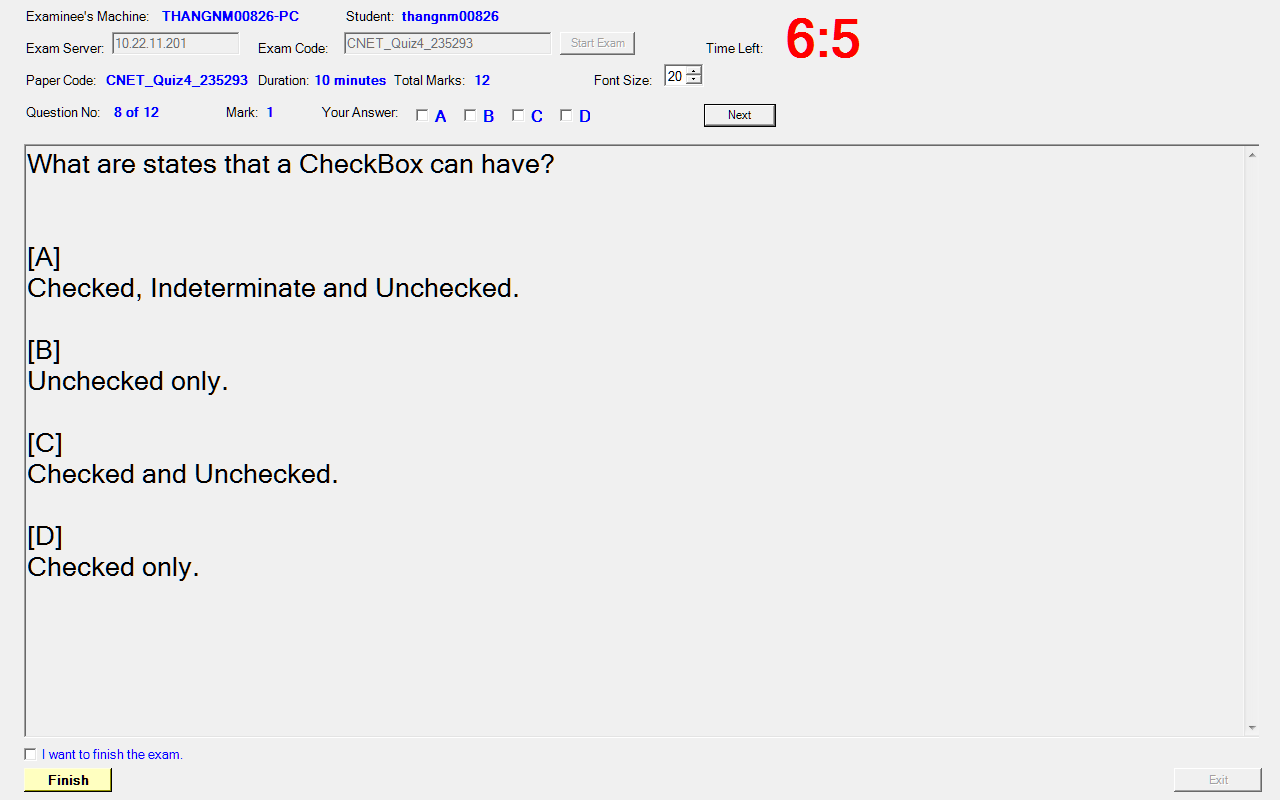 Examinee's Machine: THANGNM00826-PC Student: thangnm00826
Exam Server: 10.22.11.201 Exam Code: CNET_Quiz4_235293 Start Exam Time Left: 6:5
Paper Code: CNET_Quiz4_235293 Duration: 10 minutes Total Marks: 12 Font Size: 20
Question No: 8 of 12 Mark: 1 Your Answer: A B C D Next
What are states that a CheckBox can have?
[A]
Checked, Indeterminate and Unchecked.
[B]
Unchecked only.
[C]
Checked and Unchecked.
[D]
Checked only.
I want to finish the exam.
Finish Exit